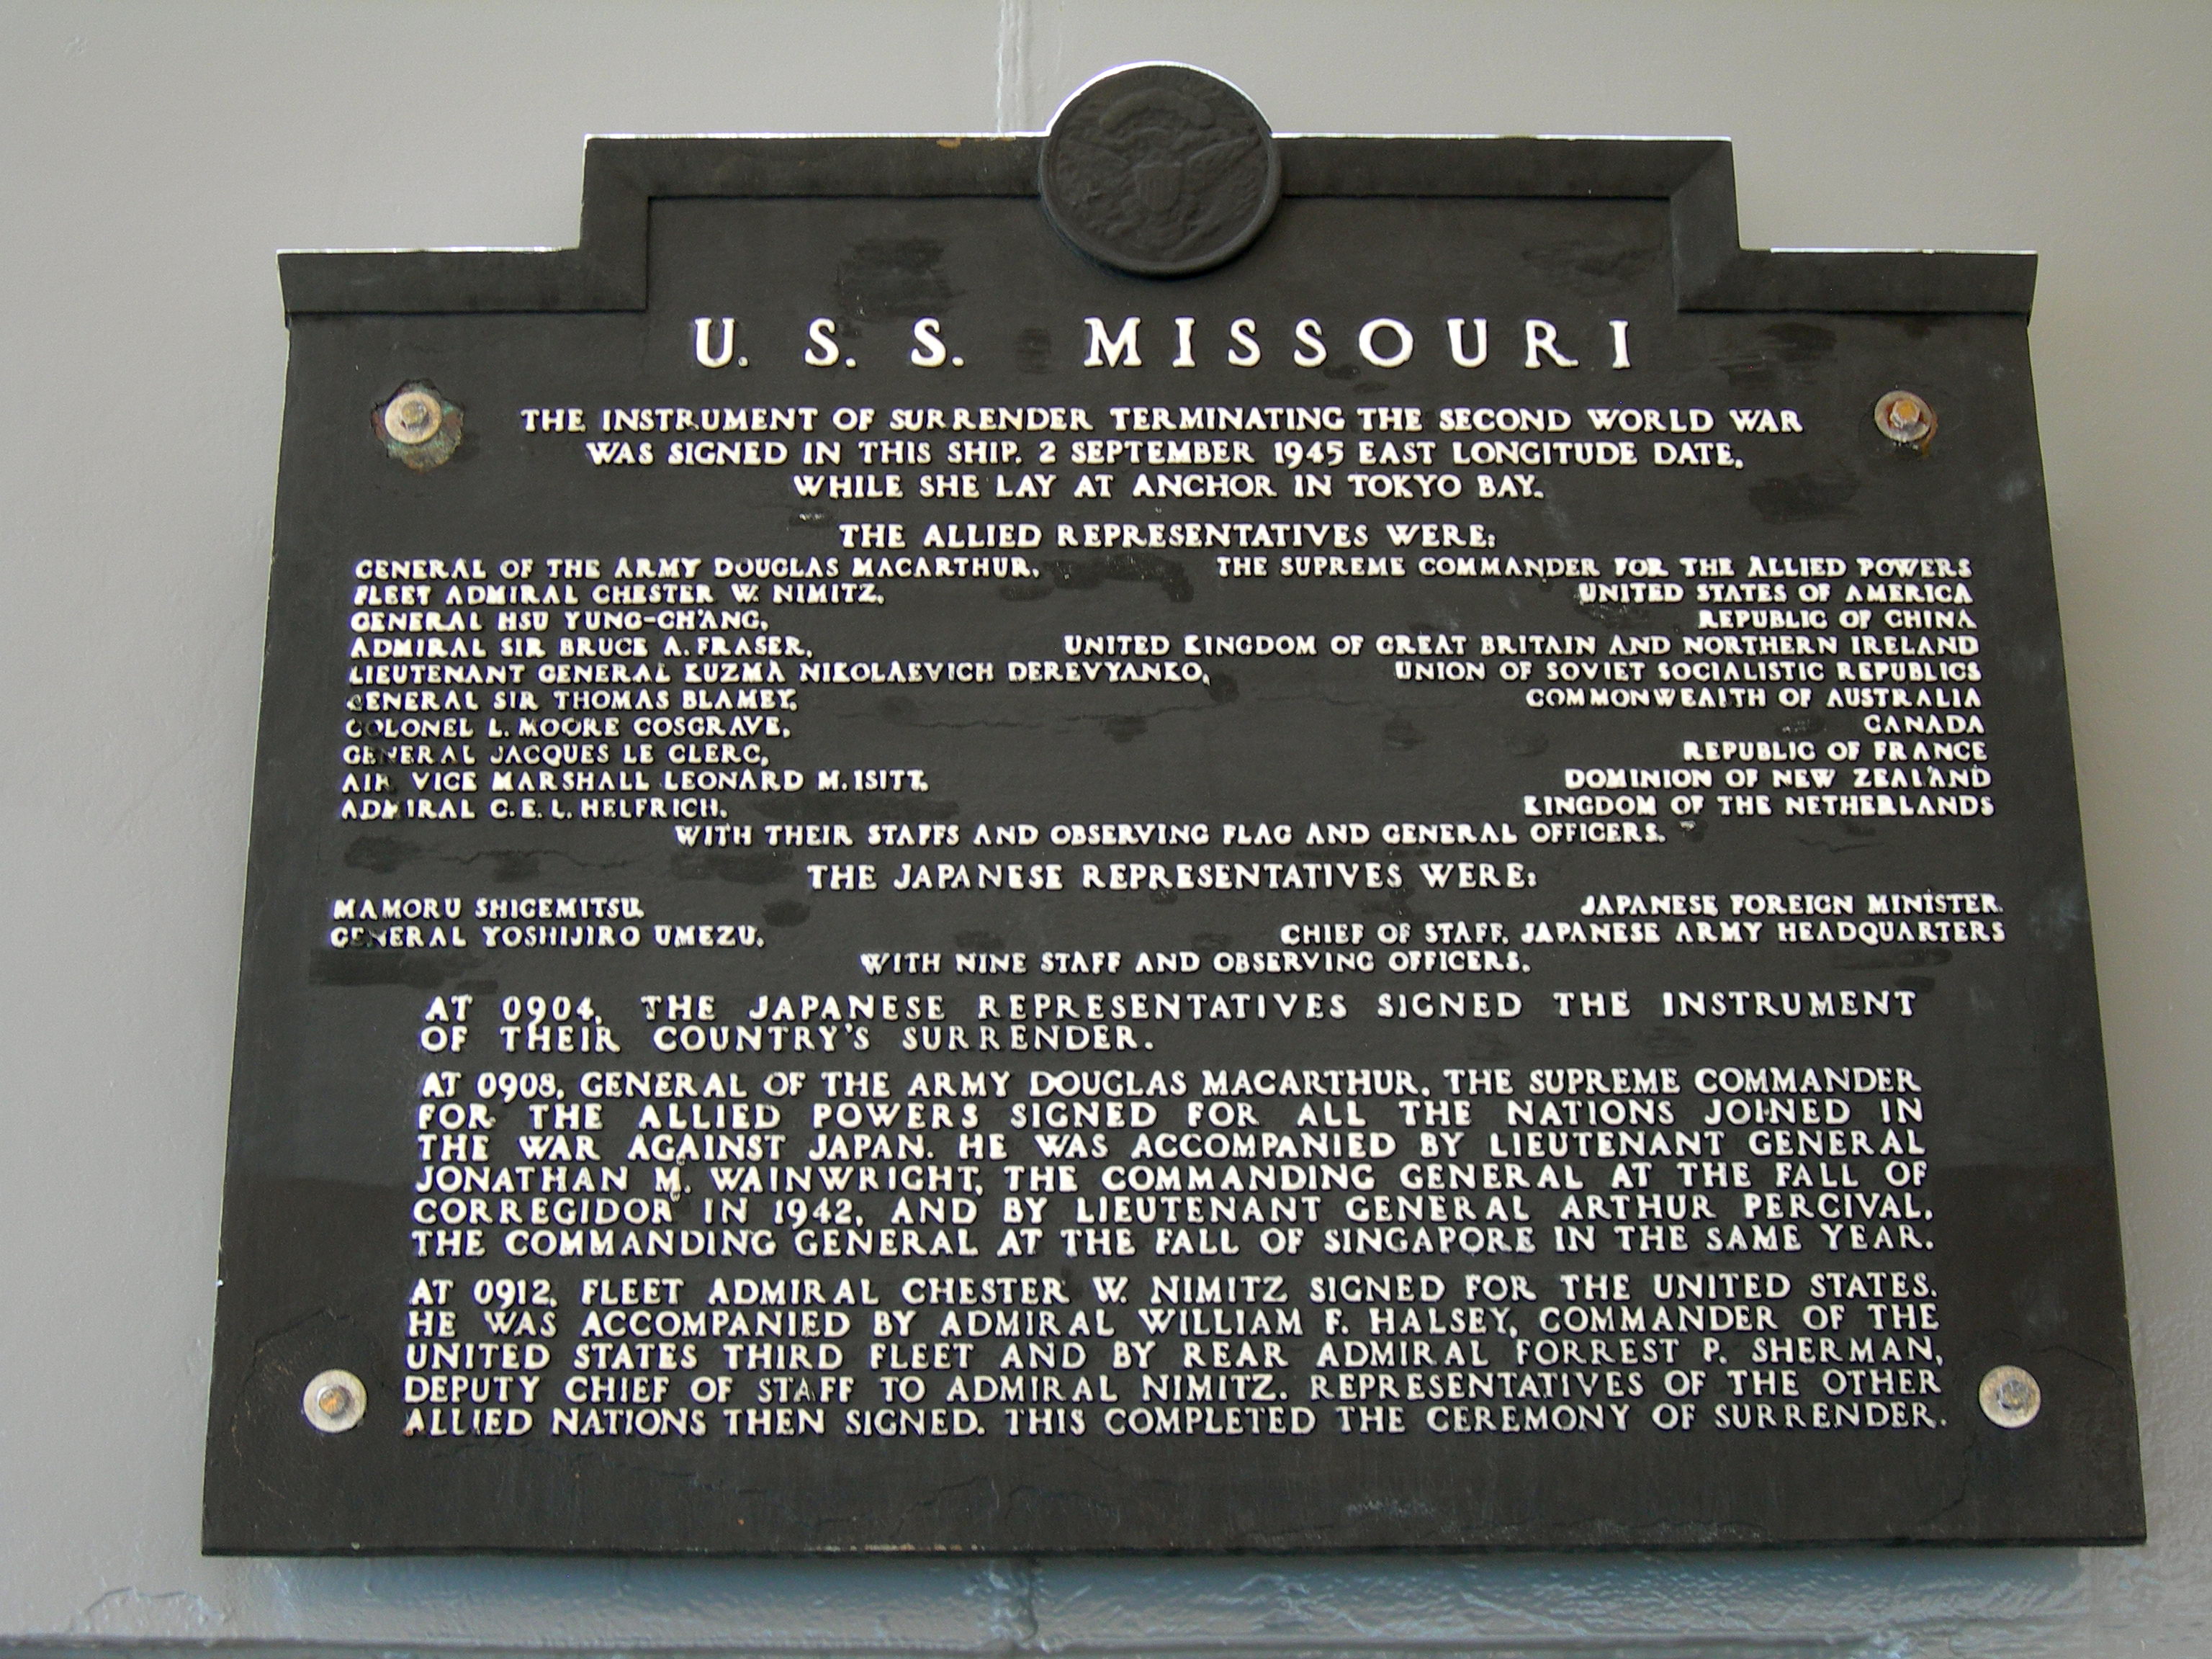 U. S. S. MISSOURI
THE INSTRUMENT OF SURRENDER TERMINATING THE SECOND WORLD WAR
WAS SIGNED IN THIS SHIP, 2 SEPTEMBER 1945 EAST LONGITUDE DATE,
WHILE SHE LAY AT ANCHOR IN TOKYO BAY.
THE ALLIED REPRESENTATIVES WERE:
GENERAL OF THE ARMY DOUGLAS MACARTHUR, THE SUPREME COMMANDER FOR THE ALLIED POWERS
FLEET ADMIRAL CHESTER W. NIMITZ, UNITED STATES OF AMERICA
GENERAL HSU YUNG-CH'ANG, REPUBLIC OF CHINA
ADMIRAL SIR BRUCE A. FRASER, UNITED KINGDOM OF GREAT BRITAIN AND NORTHERN IRELAND
LIEUTENANT GENERAL KUZMA NIKOLAEVICH DEREVYANKO, UNION OF SOVIET SOCIALISTIC REPUBLICS
GENERAL SIR THOMAS BLAMEY, COMMONWEALTH OF AUSTRALIA
COLONEL L. MOORE COSGRAVE, CANADA
GENERAL JACQUES LE CLERC, REPUBLIC OF FRANCE
AIR VICE MARSHALL LEONARD M. ISITT, DOMINION OF NEW ZEALAND
ADMIRAL C. E. L. HELFRICH, KINGDOM OF THE NETHERLANDS
WITH THEIR STAFFS AND OBSERVING FLAG AND GENERAL OFFICERS.
THE JAPANESE REPRESENTATIVES WERE:
MAMORU SHIGEMITSU, JAPANESE FOREIGN MINISTER
GENERAL YOSHIJIRO UMEZU, CHIEF OF STAFF, JAPANESE ARMY HEADQUARTERS
WITH NINE STAFF AND OBSERVING OFFICERS.
AT 0904, THE JAPANESE REPRESENTATIVES SIGNED THE INSTRUMENT
OF THEIR COUNTRY'S SURRENDER.
AT 0908, GENERAL OF THE ARMY DOUGLAS MACARTHUR, THE SUPREME COMMANDER
FOR THE ALLIED POWERS SIGNED FOR ALL THE NATIONS JOINED IN
THE WAR AGAINST JAPAN. HE WAS ACCOMPANIED BY LIEUTENANT GENERAL
JONATHAN M. WAINWRIGHT, THE COMMANDING GENERAL AT THE FALL OF
CORREGIDOR IN 1942, AND BY LIEUTENANT GENERAL ARTHUR PERCIVAL,
THE COMMANDING GENERAL AT THE FALL OF SINGAPORE IN THE SAME YEAR.
AT 0912, FLEET ADMIRAL CHESTER W. NIMITZ SIGNED FOR THE UNITED STATES.
HE WAS ACCOMPANIED BY ADMIRAL WILLIAM F. HALSEY, COMMANDER OF THE
UNITED STATES THIRD FLEET AND BY REAR ADMIRAL FORREST P. SHERMAN,
DEPUTY CHIEF OF STAFF TO ADMIRAL NIMITZ. REPRESENTATIVES OF THE OTHER
ALLIED NATIONS THEN SIGNED. THIS COMPLETED THE CEREMONY OF SURRENDER.